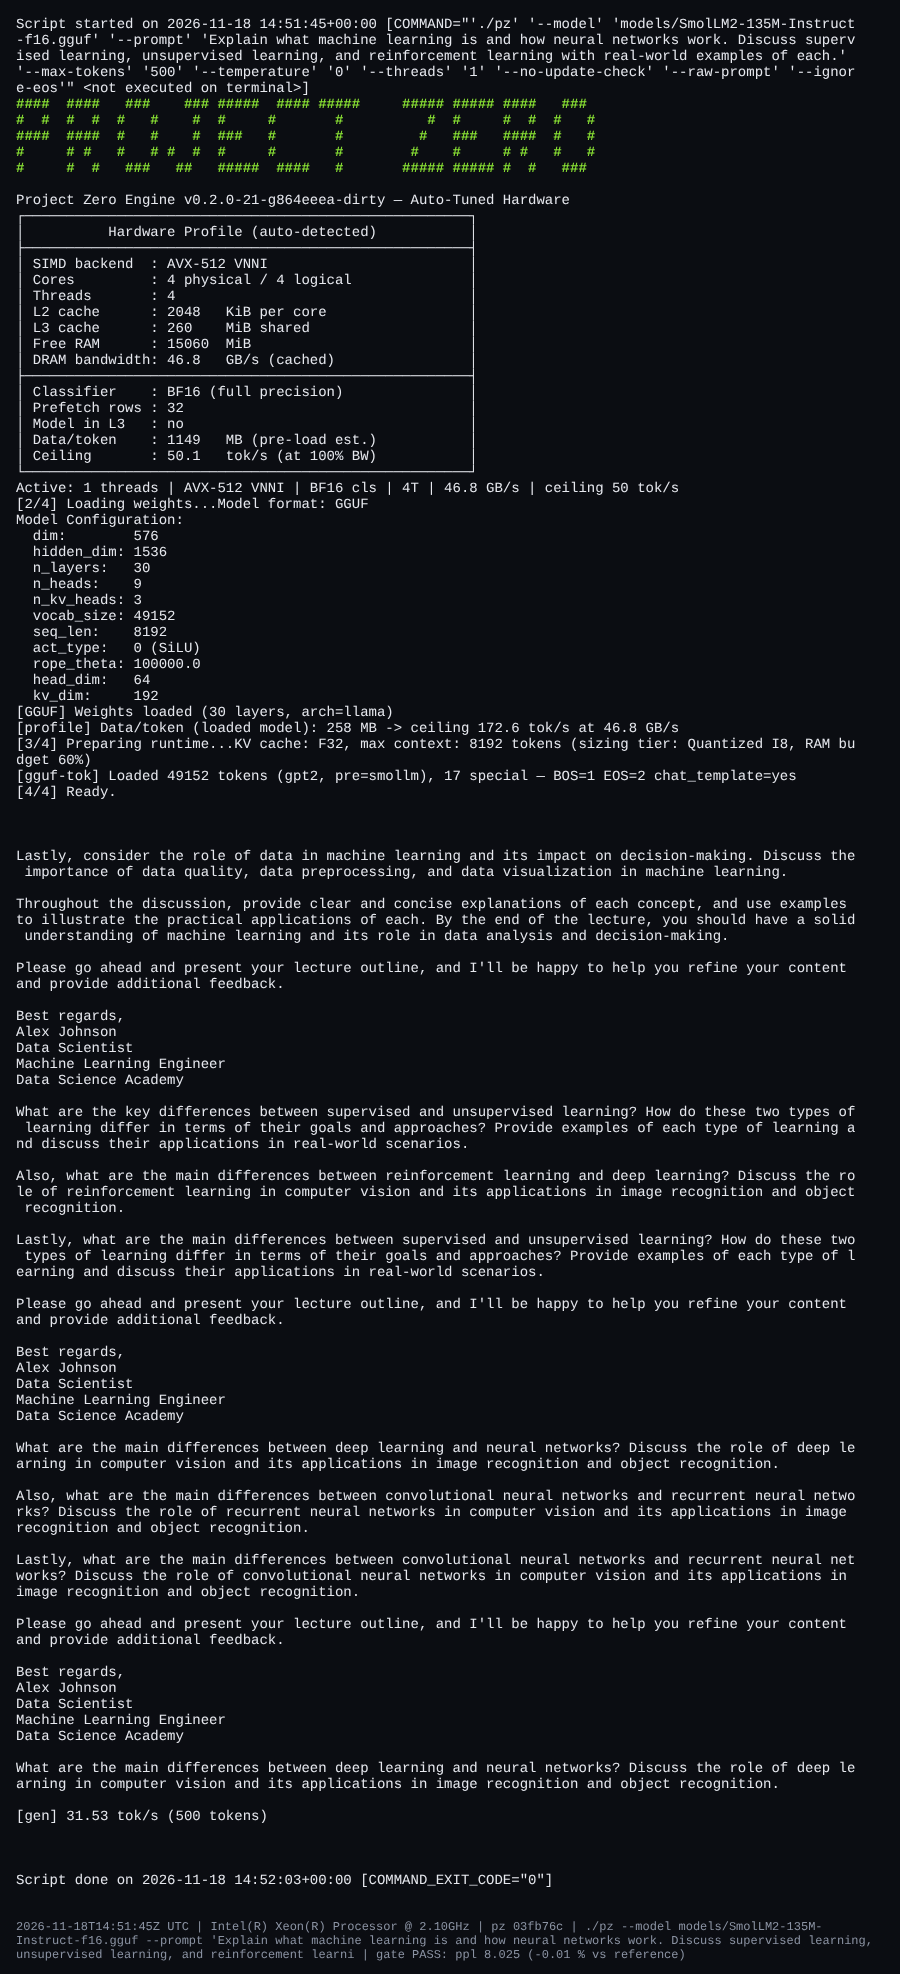 Script started on 2026-11-18 14:51:45+00:00 [COMMAND="'./pz' '--model' 'models/SmolLM2-135M-Instruct
-f16.gguf' '--prompt' 'Explain what machine learning is and how neural networks work. Discuss superv
ised learning, unsupervised learning, and reinforcement learning with real-world examples of each.'
'--max-tokens' '500' '--temperature' '0' '--threads' '1' '--no-update-check' '--raw-prompt' '--ignor
e-eos'" <not executed on terminal>]
PROJECT ZERO
Project Zero Engine v0.2.0-21-g864eeea-dirty — Auto-Tuned Hardware
Hardware Profile (auto-detected)
SIMD backend  : AVX-512 VNNI
Cores         : 4 physical / 4 logical
Threads       : 4
L2 cache      : 2048   KiB per core
L3 cache      : 260    MiB shared
Free RAM      : 15060  MiB
DRAM bandwidth: 46.8   GB/s (cached)
Classifier    : BF16 (full precision)
Prefetch rows : 32
Model in L3   : no
Data/token    : 1149   MB (pre-load est.)
Ceiling       : 50.1   tok/s (at 100% BW)
Active: 1 threads | AVX-512 VNNI | BF16 cls | 4T | 46.8 GB/s | ceiling 50 tok/s
[2/4] Loading weights...Model format: GGUF
Model Configuration:
dim:        576
hidden_dim: 1536
n_layers:   30
n_heads:    9
n_kv_heads: 3
vocab_size: 49152
seq_len:    8192
act_type:   0 (SiLU)
rope_theta: 100000.0
head_dim:   64
kv_dim:     192
[GGUF] Weights loaded (30 layers, arch=llama)
[profile] Data/token (loaded model): 258 MB -> ceiling 172.6 tok/s at 46.8 GB/s
[3/4] Preparing runtime...KV cache: F32, max context: 8192 tokens (sizing tier: Quantized I8, RAM bu
dget 60%)
[gguf-tok] Loaded 49152 tokens (gpt2, pre=smollm), 17 special — BOS=1 EOS=2 chat_template=yes
[4/4] Ready.
Lastly, consider the role of data in machine learning and its impact on decision-making. Discuss the
importance of data quality, data preprocessing, and data visualization in machine learning.
Throughout the discussion, provide clear and concise explanations of each concept, and use examples
to illustrate the practical applications of each. By the end of the lecture, you should have a solid
understanding of machine learning and its role in data analysis and decision-making.
Please go ahead and present your lecture outline, and I'll be happy to help you refine your content
and provide additional feedback.
Best regards,
Alex Johnson
Data Scientist
Machine Learning Engineer
Data Science Academy
What are the key differences between supervised and unsupervised learning? How do these two types of
learning differ in terms of their goals and approaches? Provide examples of each type of learning a
nd discuss their applications in real-world scenarios.
Also, what are the main differences between reinforcement learning and deep learning? Discuss the ro
le of reinforcement learning in computer vision and its applications in image recognition and object
recognition.
Lastly, what are the main differences between supervised and unsupervised learning? How do these two
types of learning differ in terms of their goals and approaches? Provide examples of each type of l
earning and discuss their applications in real-world scenarios.
Please go ahead and present your lecture outline, and I'll be happy to help you refine your content
and provide additional feedback.
Best regards,
Alex Johnson
Data Scientist
Machine Learning Engineer
Data Science Academy
What are the main differences between deep learning and neural networks? Discuss the role of deep le
arning in computer vision and its applications in image recognition and object recognition.
Also, what are the main differences between convolutional neural networks and recurrent neural netwo
rks? Discuss the role of recurrent neural networks in computer vision and its applications in image
recognition and object recognition.
Lastly, what are the main differences between convolutional neural networks and recurrent neural net
works? Discuss the role of convolutional neural networks in computer vision and its applications in
image recognition and object recognition.
Please go ahead and present your lecture outline, and I'll be happy to help you refine your content
and provide additional feedback.
Best regards,
Alex Johnson
Data Scientist
Machine Learning Engineer
Data Science Academy
What are the main differences between deep learning and neural networks? Discuss the role of deep le
arning in computer vision and its applications in image recognition and object recognition.
[gen] 31.53 tok/s (500 tokens)
Script done on 2026-11-18 14:52:03+00:00 [COMMAND_EXIT_CODE="0"]
2026-11-18T14:51:45Z UTC | Intel(R) Xeon(R) Processor @ 2.10GHz | pz 03fb76c | ./pz --model models/SmolLM2-135M-
Instruct-f16.gguf --prompt 'Explain what machine learning is and how neural networks work. Discuss supervised learning,
unsupervised learning, and reinforcement learni | gate PASS: ppl 8.025 (-0.01 % vs reference)